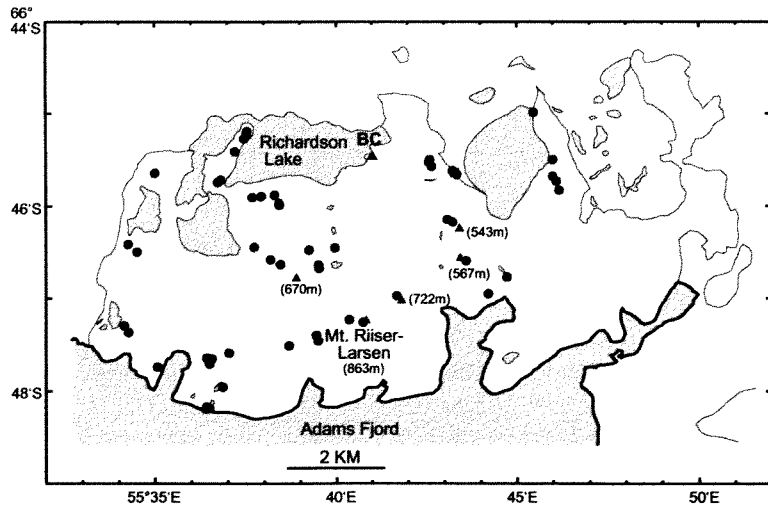 66°
44'S
Richardson
Lake
BC
46'S
(543m)
(567m)
(670m)
(722m)
Mt. Riiser-
Larsen
(863m)
48'S
Adams Fjord
2 KM
55°35'E
40'E
45'E
50'E